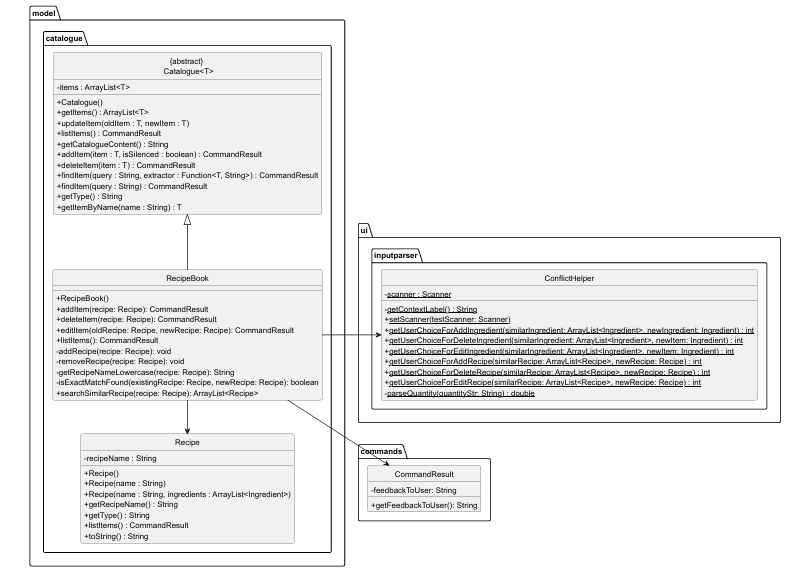 model
catalogue
{abstract}
Catalogue<T>
-items : ArrayList<T>
+Catalogue()
+getItems() : ArrayList<T>
+updateItem(oldItem : T, newItem : T)
+listItems() : CommandResult
+getCatalogueContent() : String
+addItem(item : T, isSilenced : boolean) : CommandResult
+deleteItem(item : T) : CommandResult
+findItem(query : String, extractor : Function<T, String>) : CommandResult
+findItem(query : String) : CommandResult
+getType() : String
+getItemByName(name : String) : T
RecipeBook
+RecipeBook()
+addItem(recipe: Recipe): CommandResult
+deleteItem(recipe: Recipe): CommandResult
+editItem(oldRecipe: Recipe, newRecipe: Recipe): CommandResult
+listItems(): CommandResult
-addRecipe(recipe: Recipe): void
-removeRecipe(recipe: Recipe): void
-getRecipeNameLowercase(recipe: Recipe): String
-isExactMatchFound(existingRecipe: Recipe, newRecipe: Recipe): boolean
+searchSimilarRecipe(recipe: Recipe): ArrayList<Recipe>
Recipe
-recipeName : String
+Recipe()
+Recipe(name : String)
+Recipe(name : String, ingredients : ArrayList<Ingredient>)
+getRecipeName() : String
+getType() : String
+listItems() : CommandResult
+toString() : String
ui
inputparser
ConflictHelper
-scanner : Scanner
-getContextLabel() : String
+setScanner(testScanner: Scanner)
+getUserChoiceForAddIngredient(similarIngredient: ArrayList<Ingredient>, newIngredient: Ingredient) : int
+getUserChoiceForDeleteIngredient(similarIngredient: ArrayList<Ingredient>, newItem: Ingredient) : int
+getUserChoiceForEditIngredient(similarIngredient: ArrayList<Ingredient>, newItem: Ingredient) : int
+getUserChoiceForAddRecipe(similarRecipe: ArrayList<Recipe>, newRecipe: Recipe) : int
+getUserChoiceForDeleteRecipe(similarRecipe: ArrayList<Recipe>, newRecipe: Recipe) : int
+getUserChoiceForEditRecipe(similarRecipe: ArrayList<Recipe>, newRecipe: Recipe) : int
-parseQuantity(quantityStr: String) : double
commands
CommandResult
-feedbackToUser: String
+getFeedbackToUser(): String